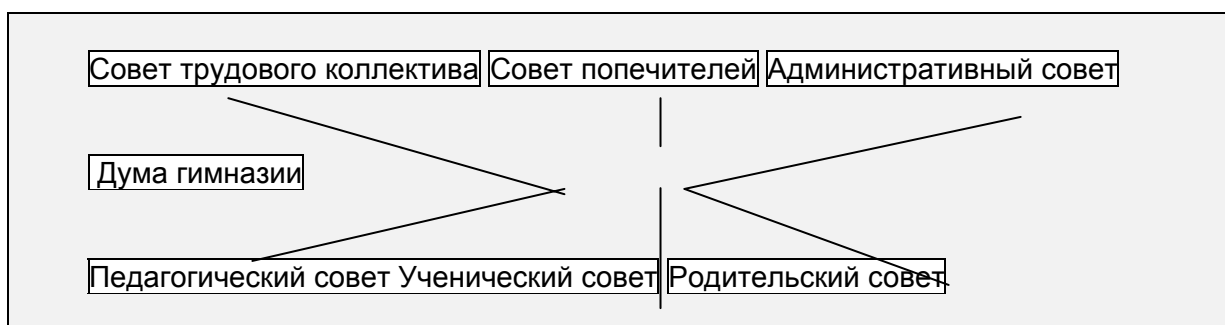 Совет трудового коллектива Совет попечителей Административный совет
Дума гимназии
Педагогический совет Ученический совет Родительский совет